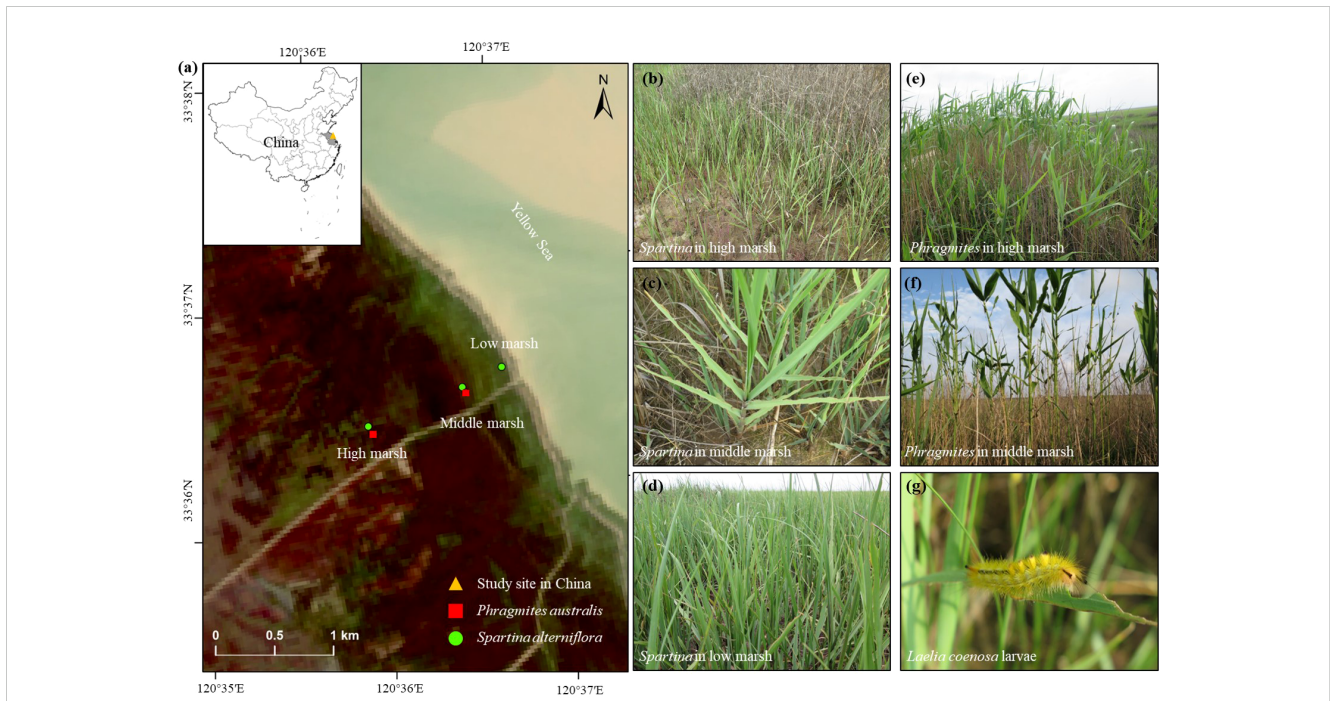 120°36'E
120°37'E
(a)
N
China
33°38'N
Yellow Sea
33°37'N
Low marsh
Middle marsh
High marsh
33°36'N
Study site in China
Phragmites australis
Spartina alterniflora
0 0.5 1 km
120°35'E
120°36'E
120°37'E
(b)
Spartina in high marsh
(c)
Spartina in middle marsh
(d)
Spartina in low marsh
(e)
Phragmites in high marsh
(f)
Phragmites in middle marsh
(g)
Laelia coenosa larvae